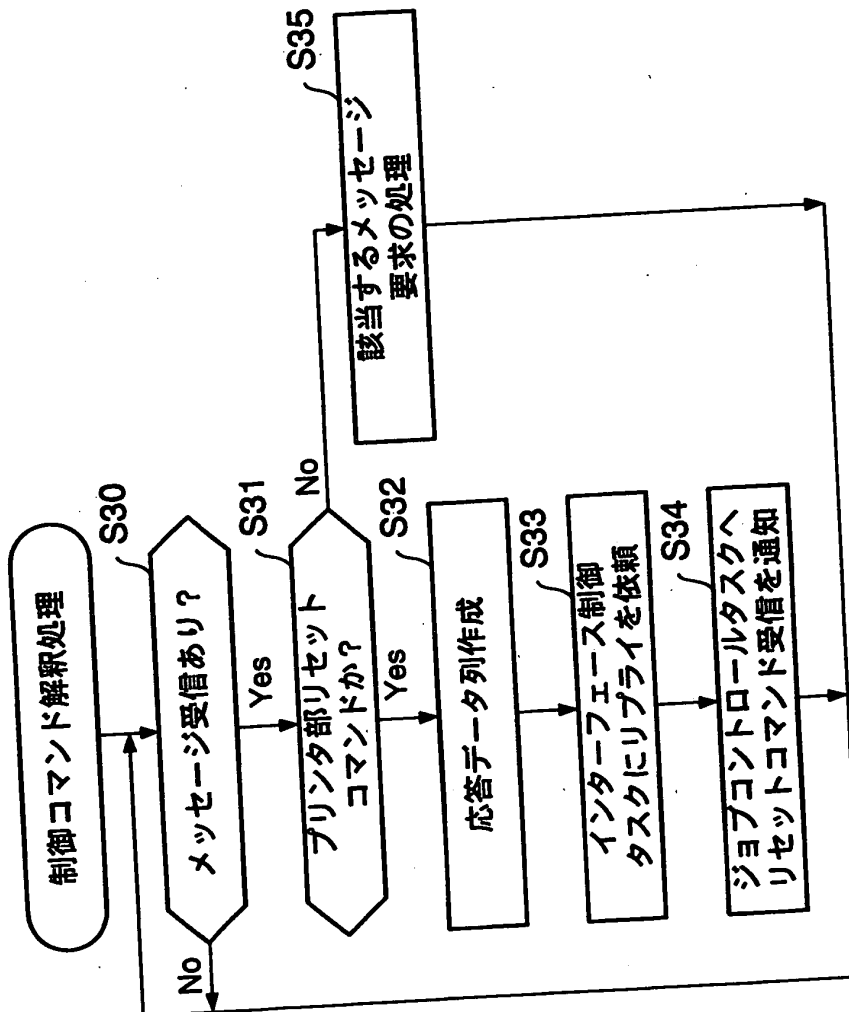 制御コマンド解釈処理
S30
メッセージ受信あり?
No
Yes
S31
プリンタ部リセット
コマンドか?
No
Yes
S32
応答データ列作成
S33
インターフェース制御
タスクにリプライを依頼
S34
ジョブコントロールタスクへ
リセットコマンド受信を通知
S35
該当するメッセージ
要求の処理